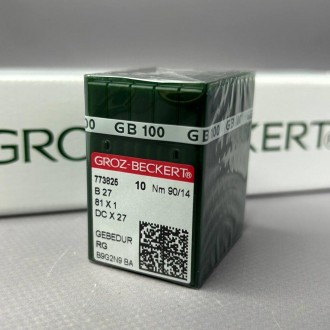 GROZ-BECKERT®
00 GB 100
GROZ-BECKERT®
773825 10 Nm 90/14
B 27
81 X 1
DC X 27
GEBEDUR
RG
B9G2N9 BA